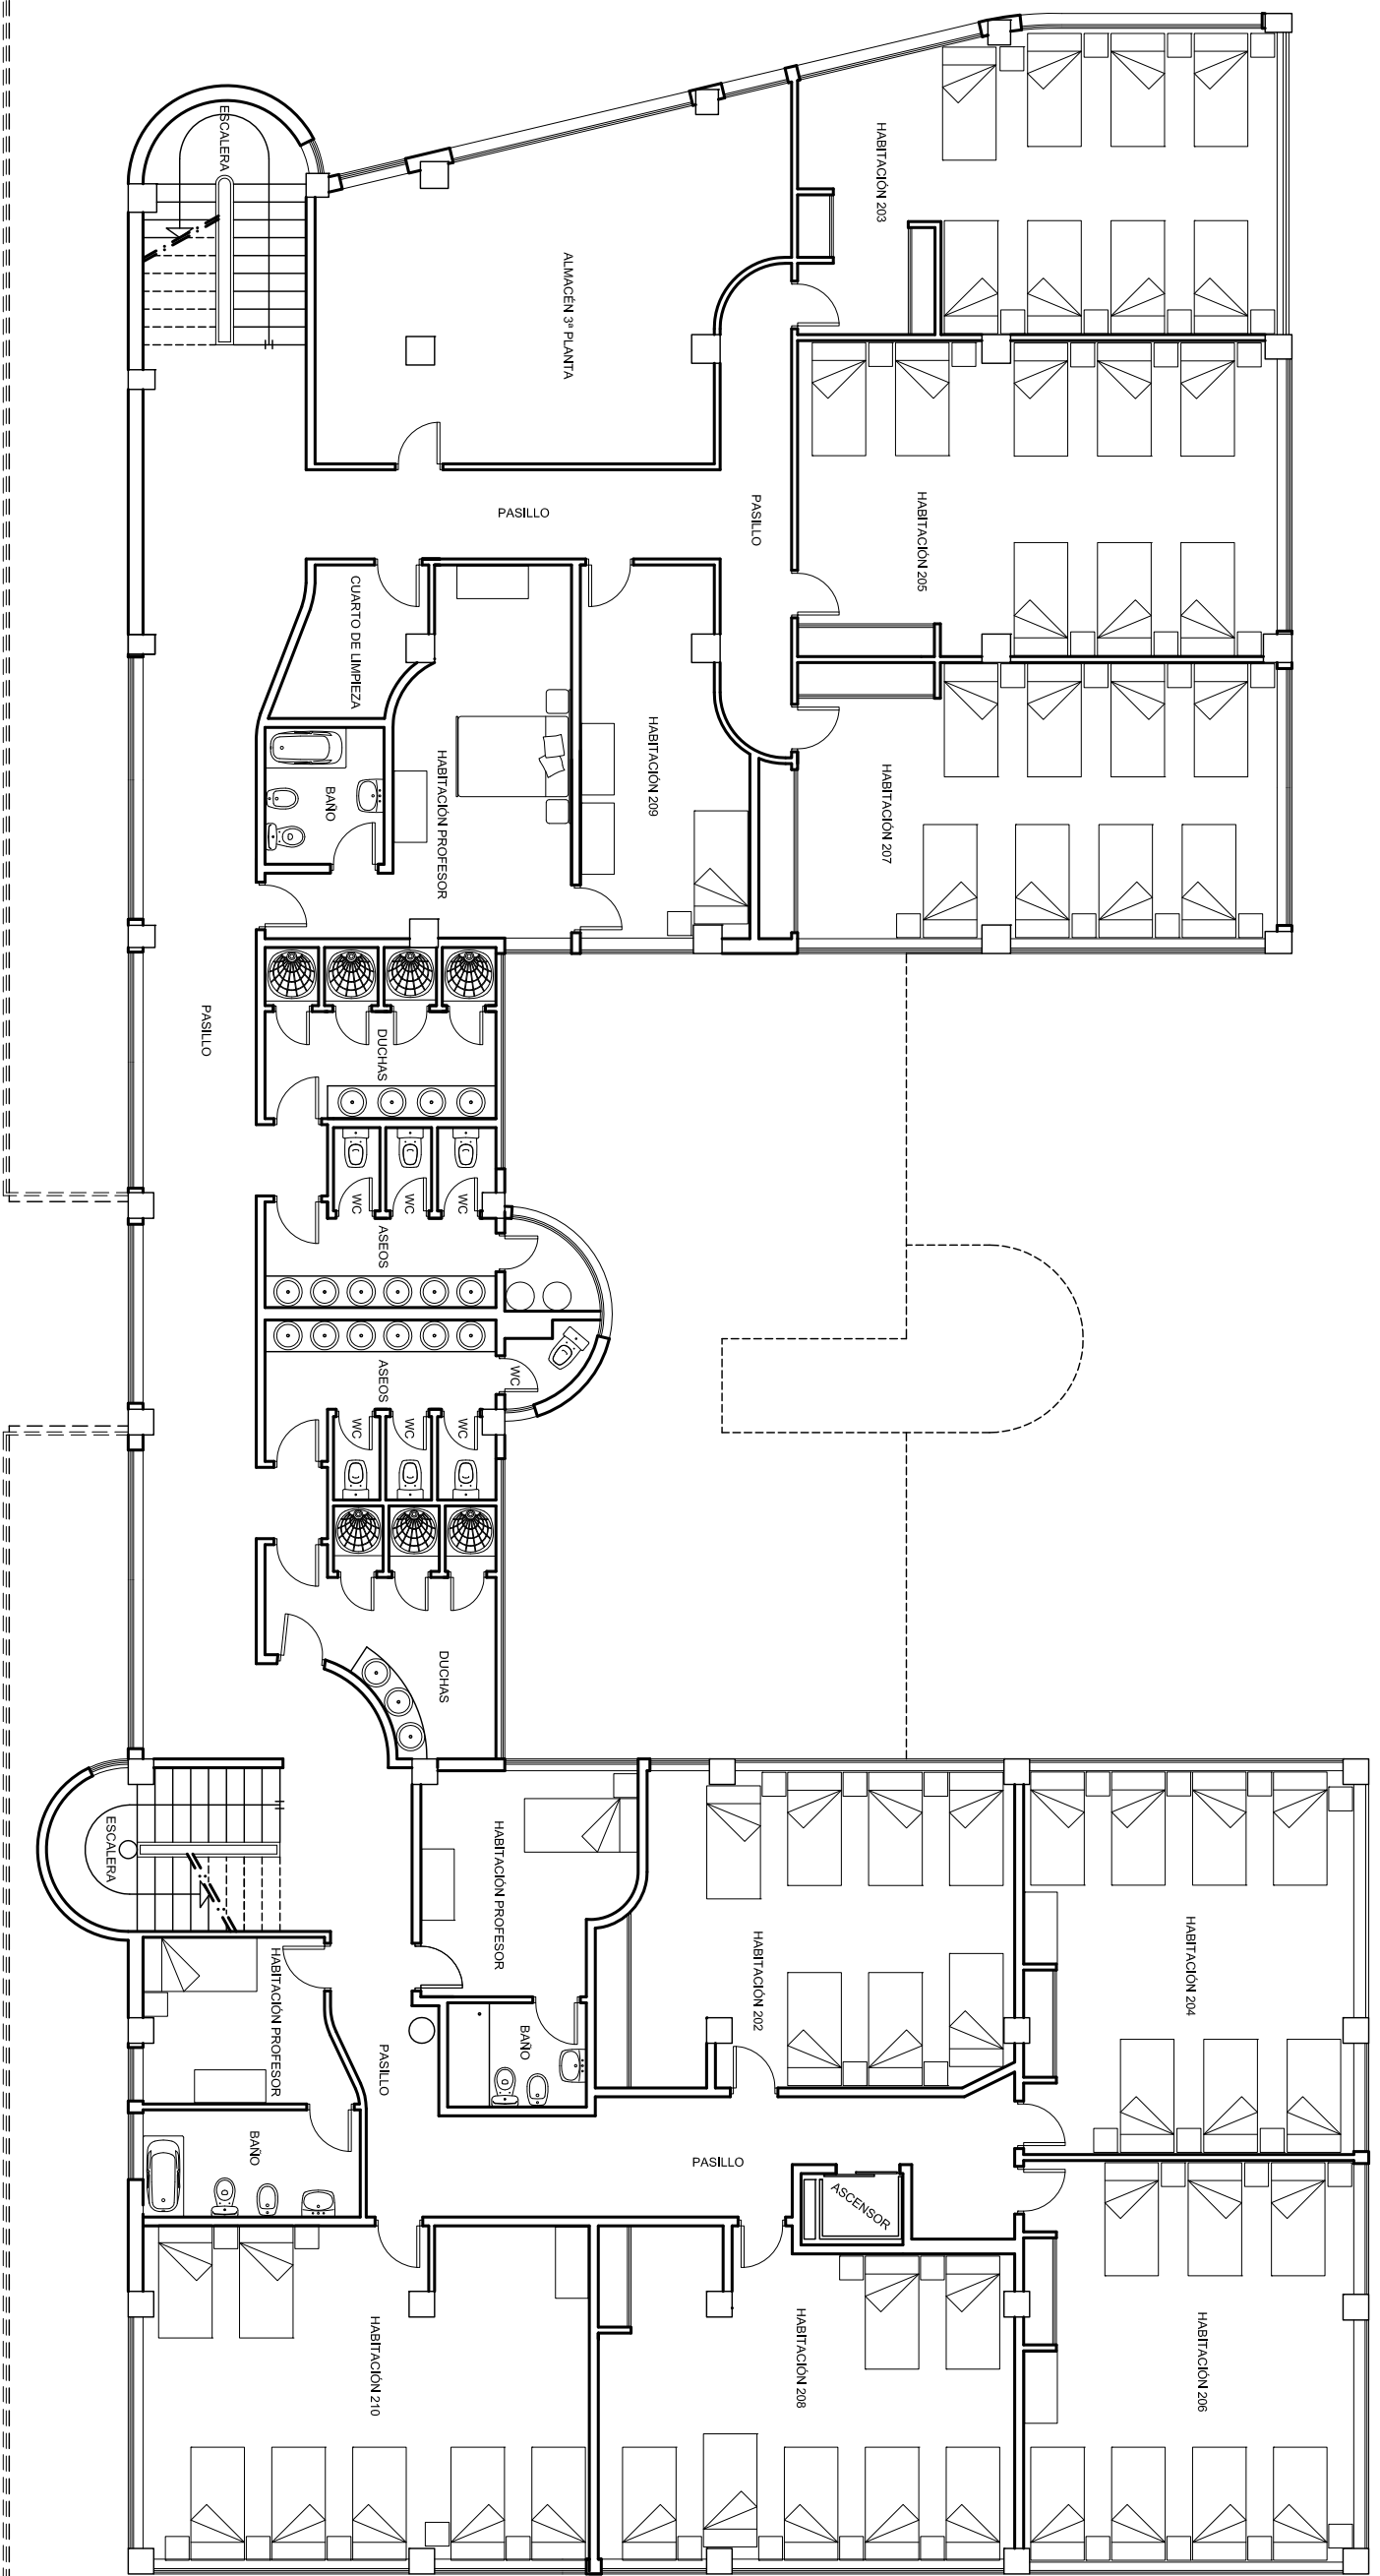 ESCALERA
HABITACIÓN 203
ALMACÉN 3ª PLANTA
PASILLO
PASILLO
HABITACIÓN 205
CUARTO DE LIMPIEZA
HABITACIÓN PROFESOR
HABITACIÓN 209
HABITACIÓN 207
BAÑO
PASILLO
DUCHAS
WC
WC
WC
ASEOS
ASEOS
WC
WC
WC
WC
DUCHAS
ESCALERA
HABITACIÓN PROFESOR
HABITACIÓN 202
HABITACIÓN 204
HABITACIÓN PROFESOR
PASILLO
BAÑO
BAÑO
PASILLO
ASCENSOR
HABITACIÓN 210
HABITACIÓN 208
HABITACIÓN 206